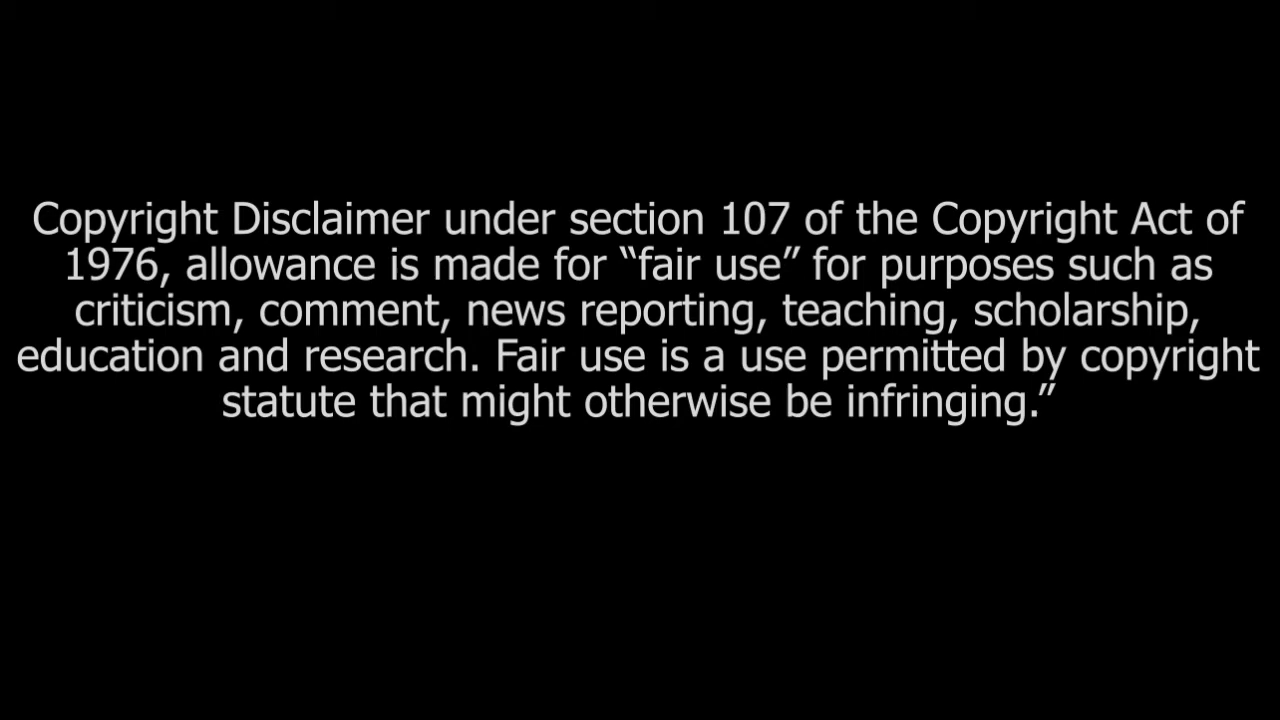 Copyright Disclaimer under section 107 of the Copyright Act of
1976, allowance is made for “fair use” for purposes such as
criticism, comment, news reporting, teaching, scholarship,
education and research. Fair use is a use permitted by copyright
statute that might otherwise be infringing.”